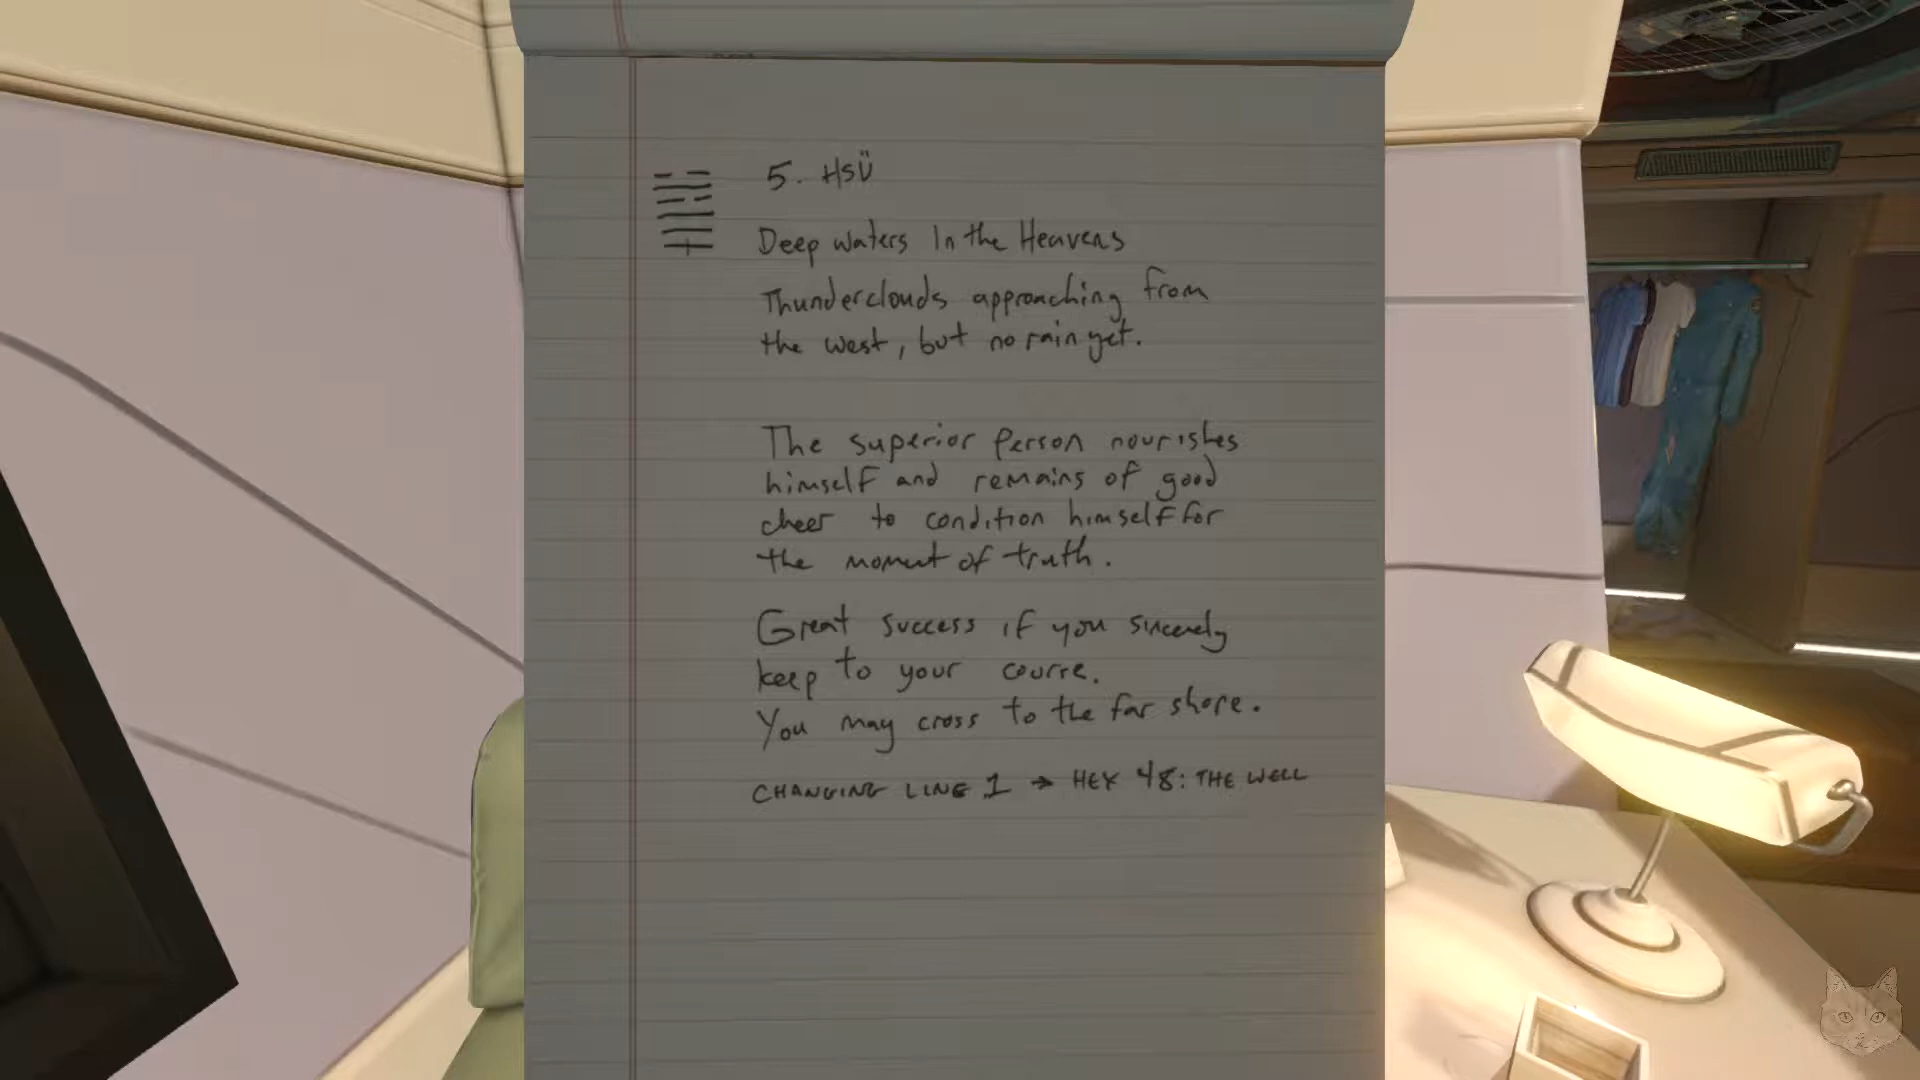 5. HSÜ
Deep waters In the Heavens
Thunderclouds approaching from
the west, but no rain yet.
The superior person nourishes
himself and remains of good
cheer to condition himself for
the moment of truth.
Great success if you sincerely
keep to your course.
You may cross to the far shore.
CHANGING LINE 1 → HEX 48: THE WELL